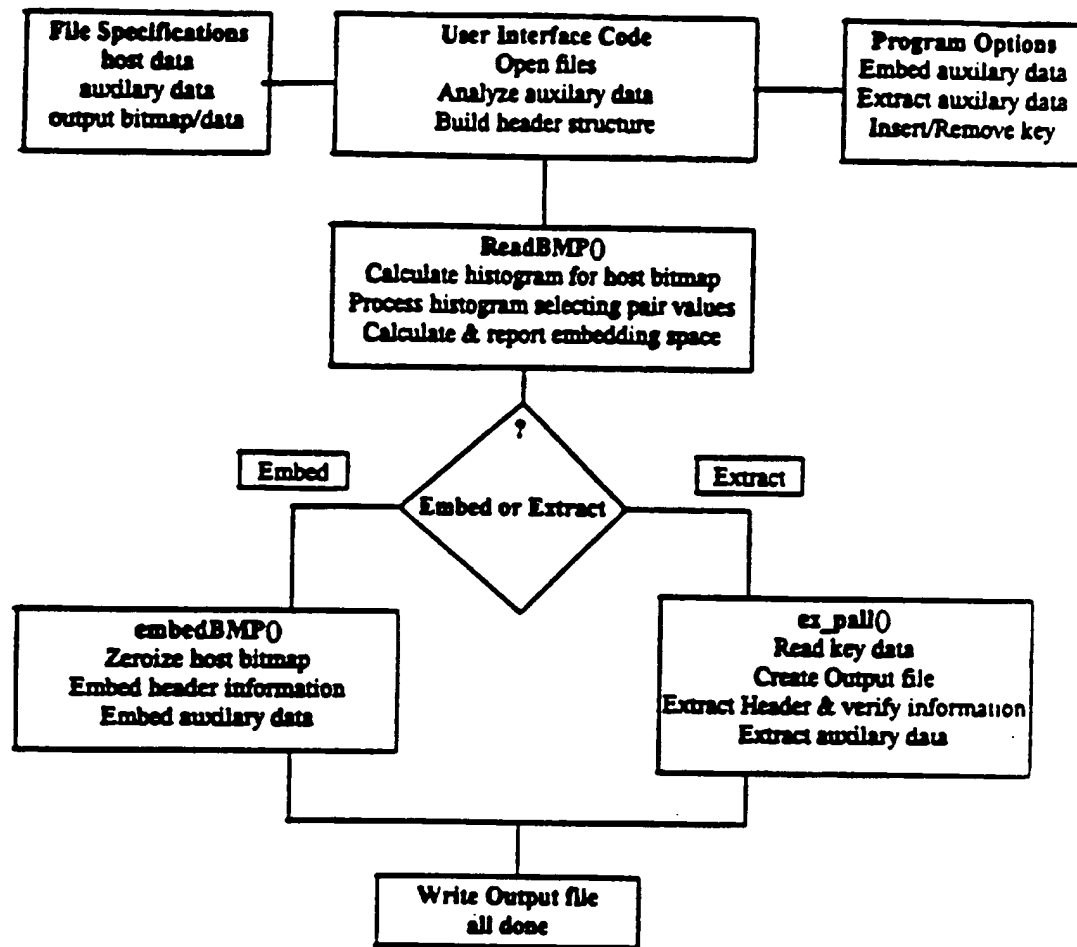 File Specifications
host data
auxilary data
output bitmap/data
User Interface Code
Open files
Analyze auxilary data
Build header structure
Program Options
Embed auxilary data
Extract auxilary data
Insert/Remove key
ReadBMP()
Calculate histogram for host bitmap
Process histogram selecting pair values
Calculate & report embedding space
?
Embed
Extract
Embed or Extract
embedBMP()
Zeroize host bitmap
Embed header information
Embed auxilary data
ex_pall()
Read key data
Create Output file
Extract Header & verify information
Extract auxilary data
Write Output file
all done